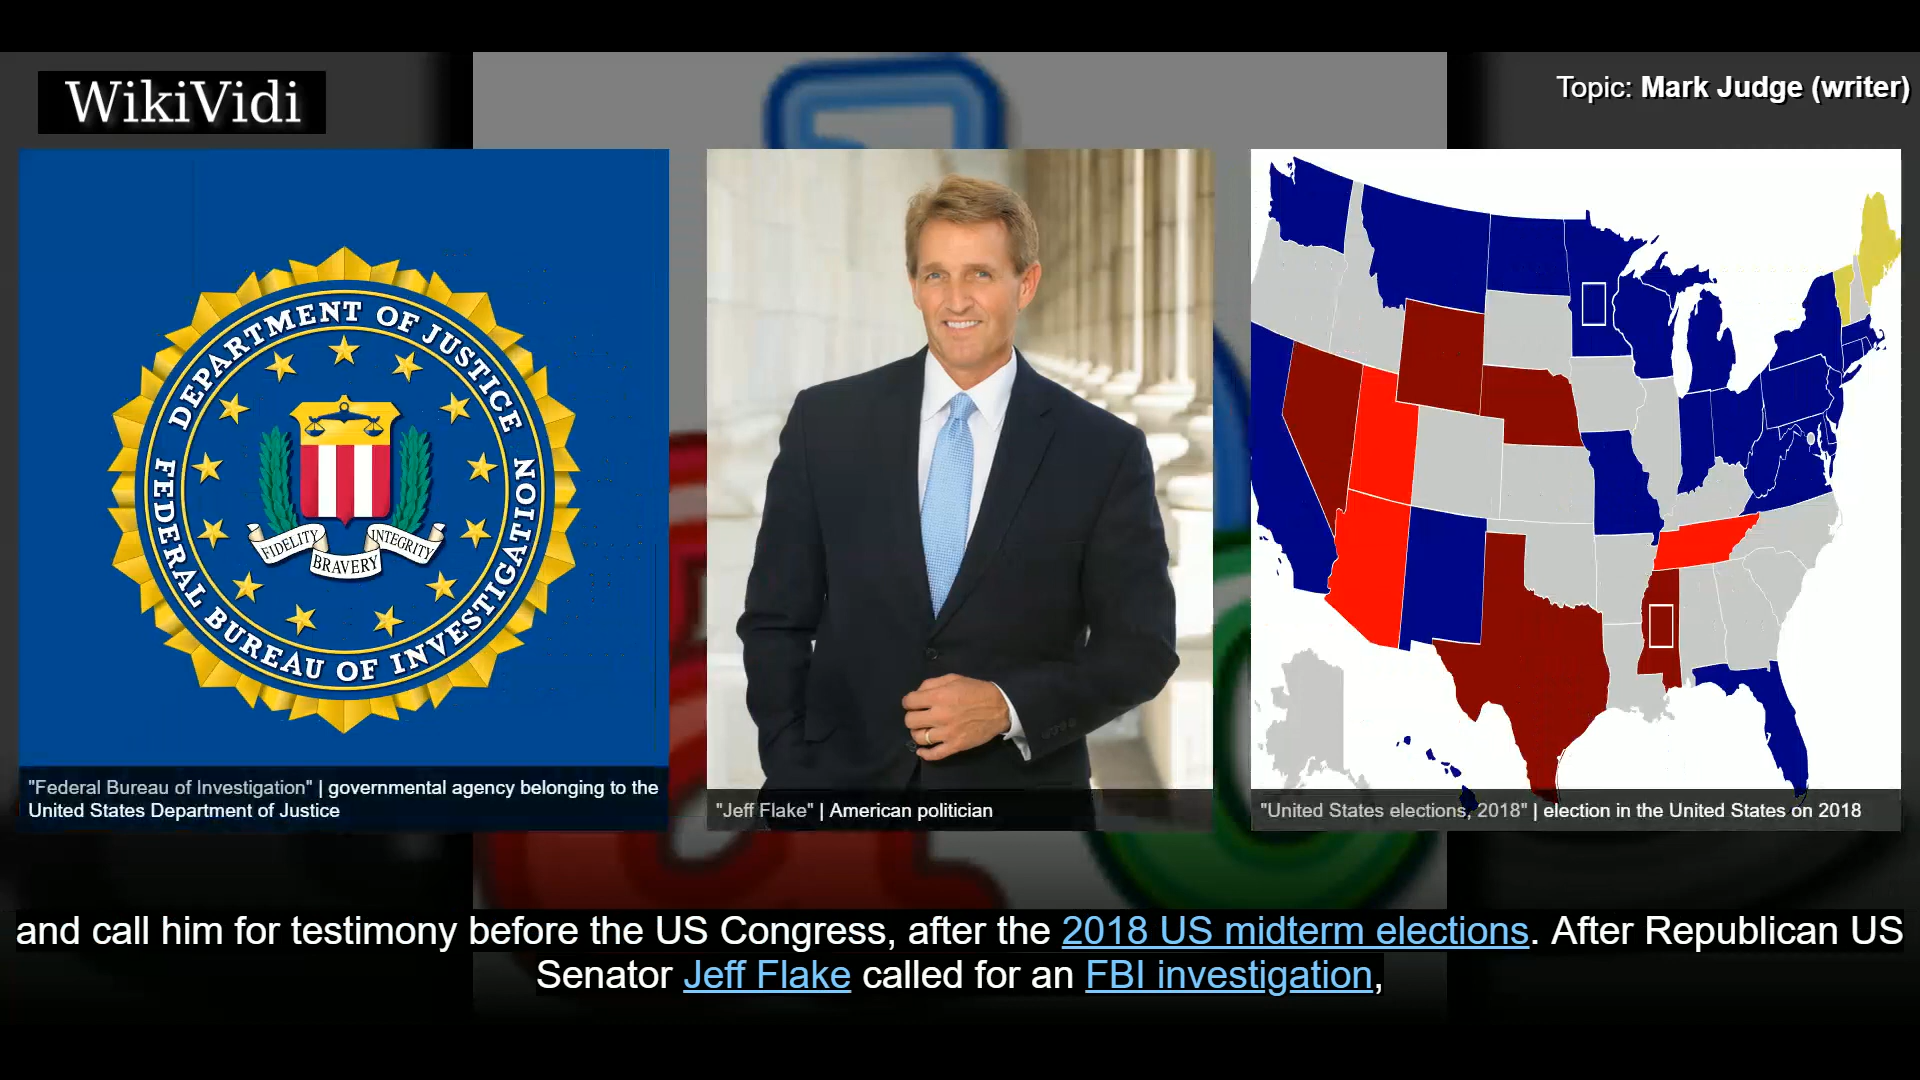 WikiVidi
Topic: Mark Judge (writer)
DEPARTMENT OF JUSTICE
FEDERAL BUREAU OF INVESTIGATION
FIDELITY
BRAVERY
INTEGRITY
"Federal Bureau of Investigation" | governmental agency belonging to the
United States Department of Justice
"Jeff Flake" | American politician
"United States elections, 2018" | election in the United States on 2018
and call him for testimony before the US Congress, after the 2018 US midterm elections. After Republican US
Senator Jeff Flake called for an FBI investigation,